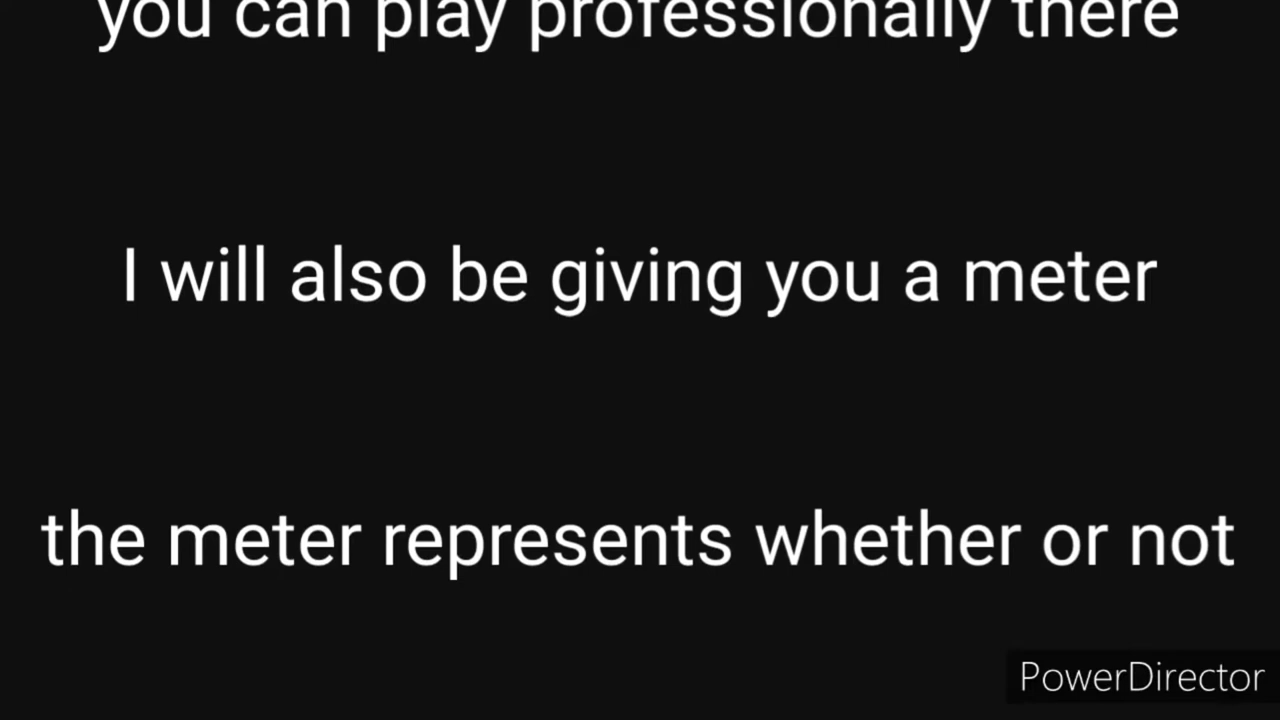 you can play professionally there
I will also be giving you a meter
the meter represents whether or not
PowerDirector